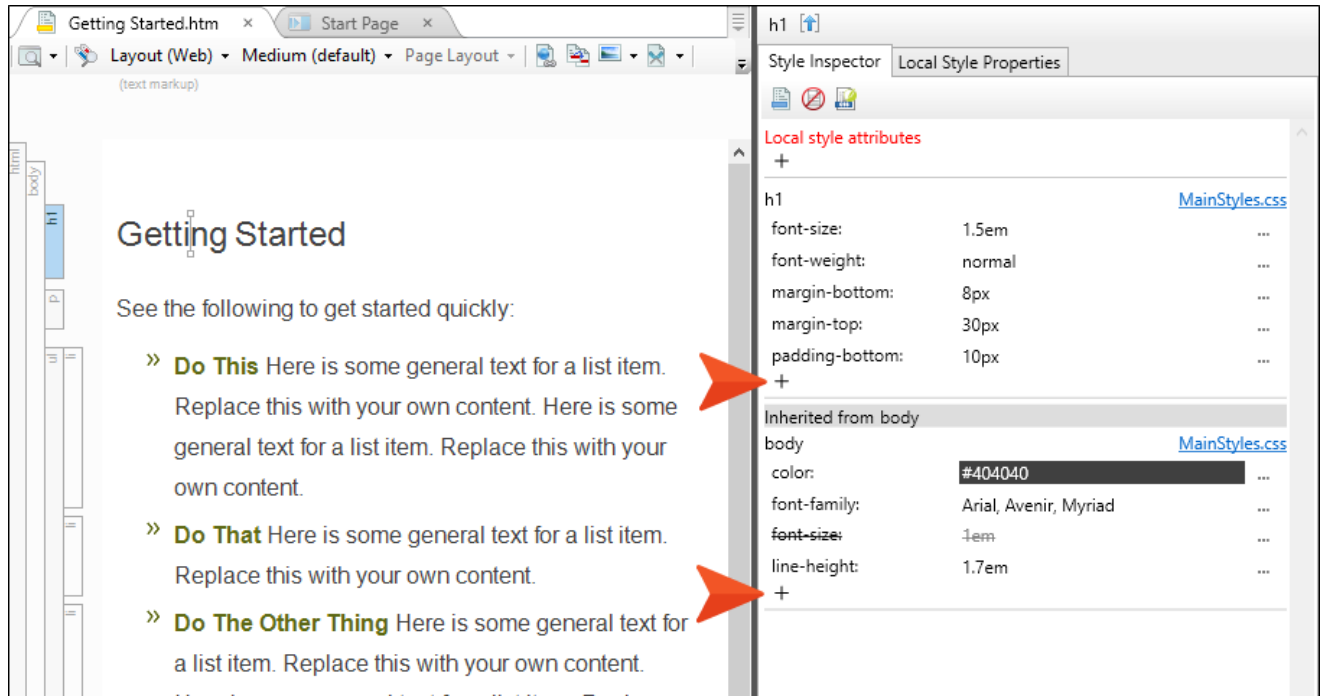 Getting Started.htm × Start Page ×
Layout (Web) Medium (default) Page Layout
(text markup)
html
body
h1
p
ul
li
li
li
Getting Started
See the following to get started quickly:
» Do This Here is some general text for a list item.
Replace this with your own content. Here is some
general text for a list item. Replace this with your
own content.
» Do That Here is some general text for a list item.
Replace this with your own content.
» Do The Other Thing Here is some general text for
a list item. Replace this with your own content.
h1
Style Inspector Local Style Properties
Local style attributes
+
h1 MainStyles.css
font-size: 1.5em ...
font-weight: normal ...
margin-bottom: 8px ...
margin-top: 30px ...
padding-bottom: 10px ...
+
Inherited from body
body MainStyles.css
color: #404040 ...
font-family: Arial, Avenir, Myriad ...
font-size: 1em ...
line-height: 1.7em ...
+